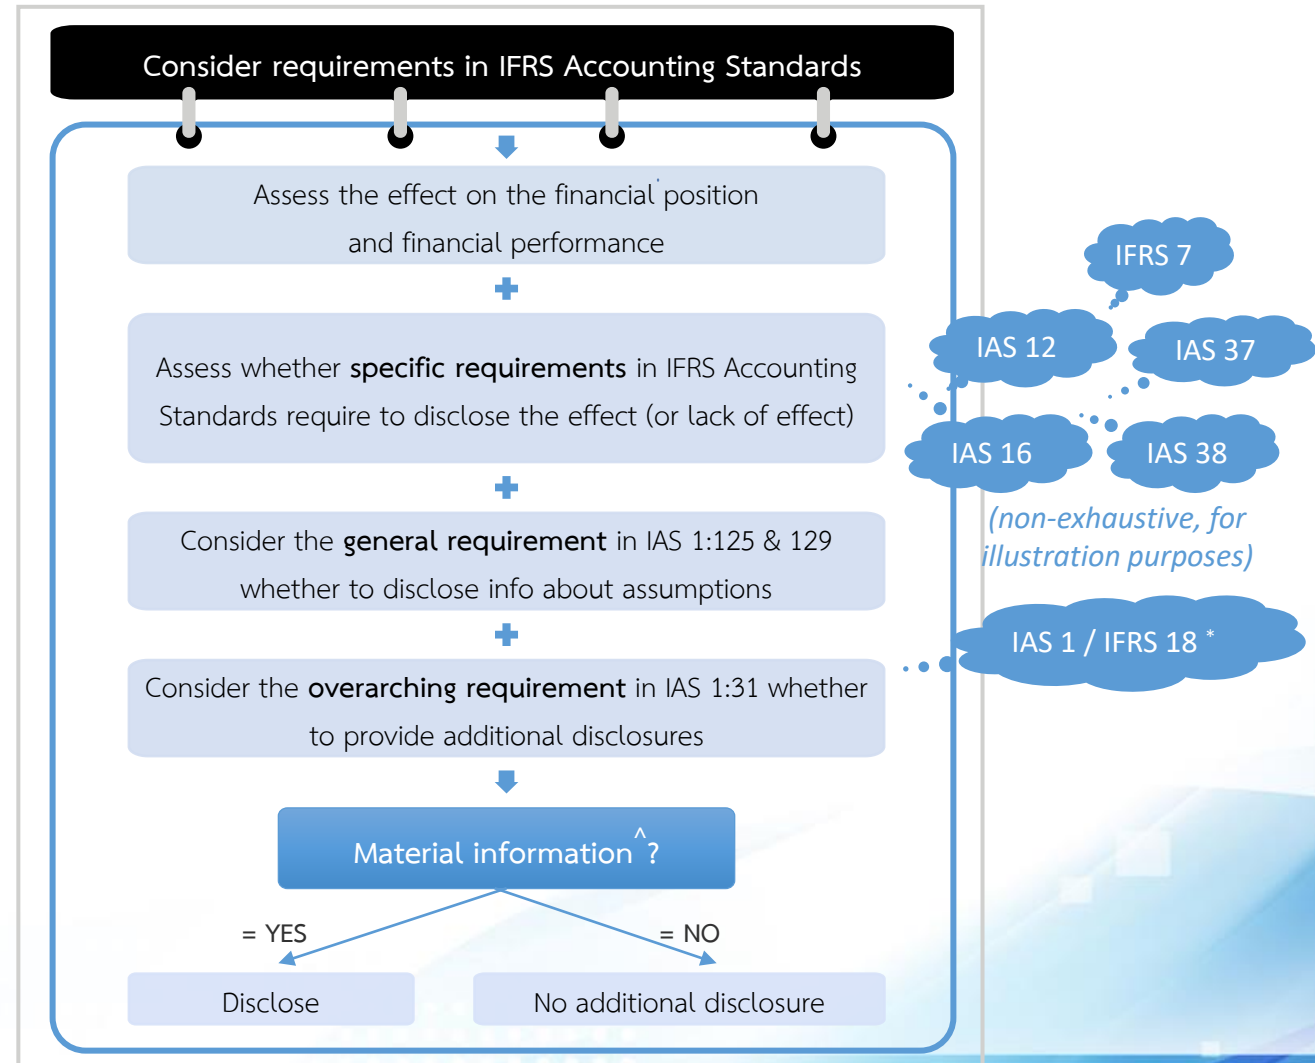 Consider requirements in IFRS Accounting Standards
Assess the effect on the financial position
and financial performance
Assess whether specific requirements in IFRS Accounting
Standards require to disclose the effect (or lack of effect)
Consider the general requirement in IAS 1:125 & 129
whether to disclose info about assumptions
Consider the overarching requirement in IAS 1:31 whether
to provide additional disclosures
Material information^?
= YES
= NO
Disclose
No additional disclosure
IFRS 7
IAS 12
IAS 37
IAS 16
IAS 38
(non-exhaustive, for
illustration purposes)
IAS 1 / IFRS 18 *